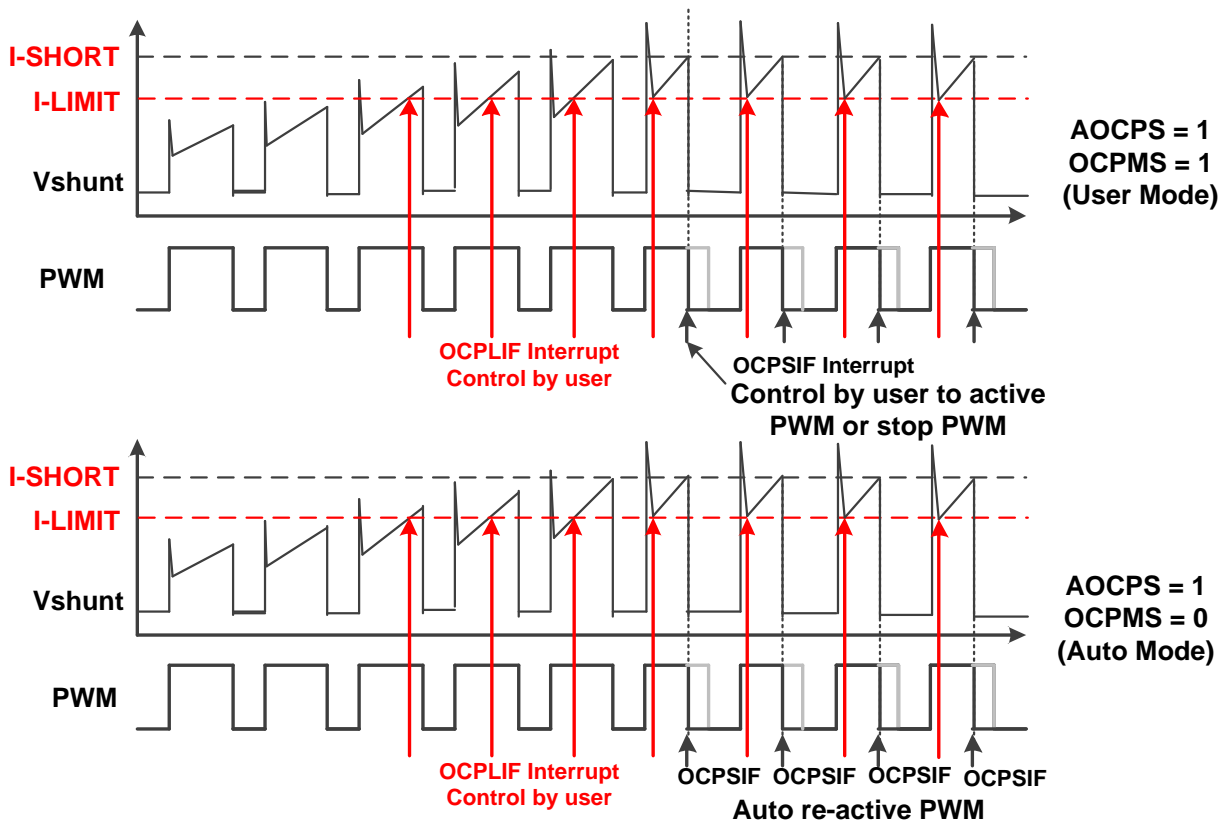 I-SHORT
I-LIMIT
Vshunt
AOCPS = 1
OCPMS = 1
(User Mode)
PWM
OCPLIF Interrupt
Control by user
OCPSIF Interrupt
Control by user to active
PWM or stop PWM
I-SHORT
I-LIMIT
Vshunt
AOCPS = 1
OCPMS = 0
(Auto Mode)
PWM
OCPLIF Interrupt
Control by user
OCPSIF OCPSIF OCPSIF OCPSIF
Auto re-active PWM